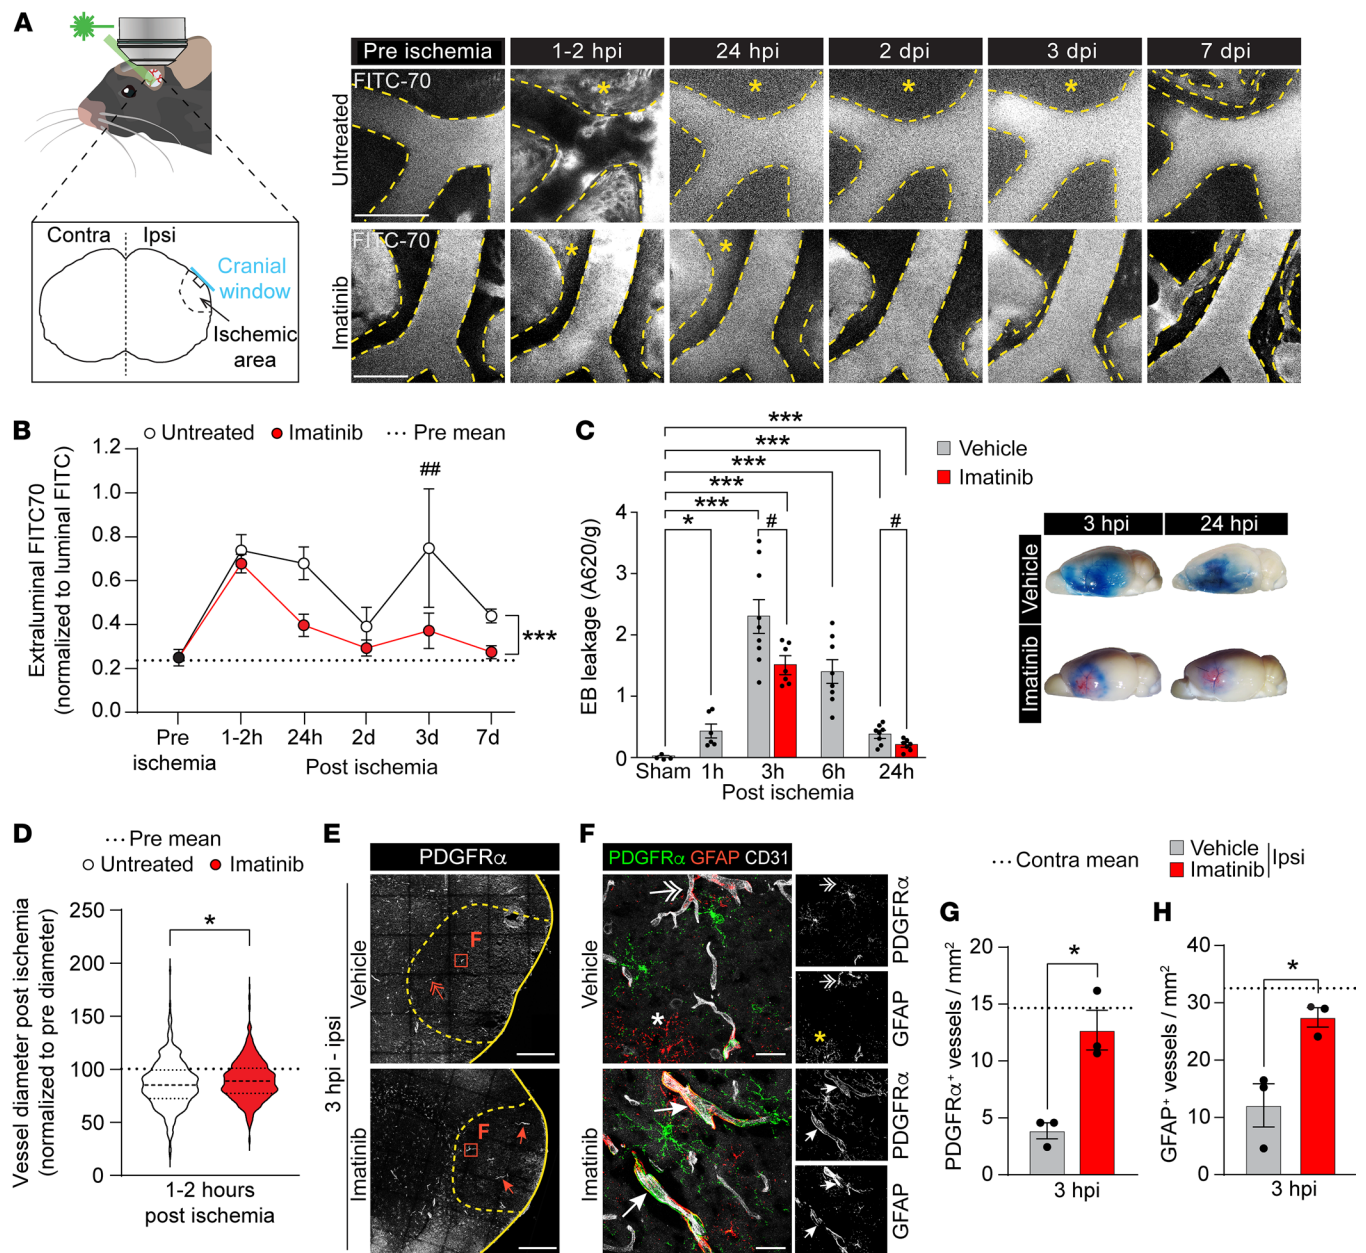 A
Pre ischemia
1-2 hpi
24 hpi
2 dpi
3 dpi
7 dpi
Untreated
FITC-70
*
*
*
*
Imatinib
FITC-70
*
*
Contra
Ipsi
Cranial
window
Ischemic
area
B
Untreated
Imatinib
Pre mean
Extraluminal FITC70
(normalized to luminal FITC)
1.2
1.0
0.8
0.6
0.4
0.2
0.0
##
***
Pre
ischemia
1-2h
24h
2d
3d
7d
Post ischemia
C
Vehicle
Imatinib
***
***
***
***
***
*
#
#
EB leakage (A620/g)
4
3
2
1
0
Sham
1h
3h
6h
24h
Post ischemia
3 hpi
24 hpi
Vehicle
Imatinib
D
Pre mean
Untreated
Imatinib
Vessel diameter post ischemia
(normalized to pre diameter)
250
200
150
100
50
0
*
1-2 hours
post ischemia
E
PDGFRα
3 hpi - ipsi
Vehicle
F
Imatinib
F
F
PDGFRα GFAP CD31
Vehicle
*
PDGFRα
GFAP
*
Imatinib
PDGFRα
GFAP
Contra mean
Vehicle
Imatinib
Ipsi
G
PDGFRα+ vessels / mm²
20
15
10
5
0
*
3 hpi
H
GFAP+ vessels / mm²
40
30
20
10
0
*
3 hpi